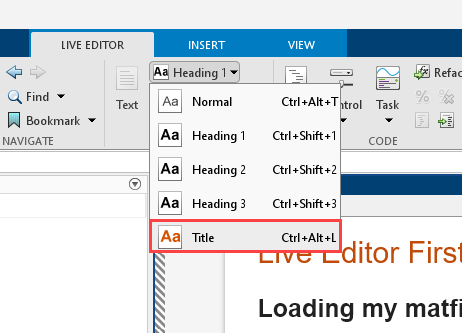 LIVE EDITOR INSERT VIEW
Aa Heading 1 Refac
Find Text Control Task
Bookmark
NAVIGATE CODE
Aa Normal Ctrl+Alt+T
Aa Heading 1 Ctrl+Shift+1
Aa Heading 2 Ctrl+Shift+2
Aa Heading 3 Ctrl+Shift+3
Aa Title Ctrl+Alt+L
Live Editor First
Loading my matfi